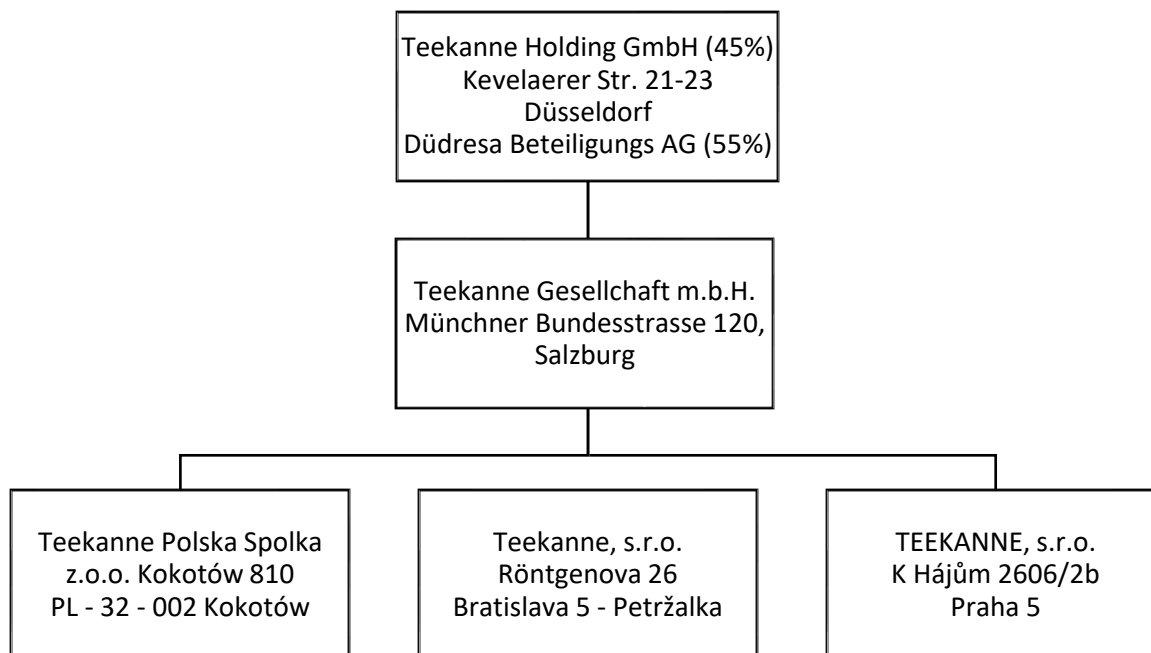 Teekanne Holding GmbH (45%)
Kevelaerer Str. 21-23
Düsseldorf
Düdresa Beteiligungs AG (55%)
Teekanne Gesellchaft m.b.H.
Münchner Bundesstrasse 120,
Salzburg
Teekanne Polska Spolka
z.o.o. Kokotów 810
PL - 32 - 002 Kokotów
Teekanne, s.r.o.
Röntgenova 26
Bratislava 5 - Petržalka
TEEKANNE, s.r.o.
K Hájům 2606/2b
Praha 5